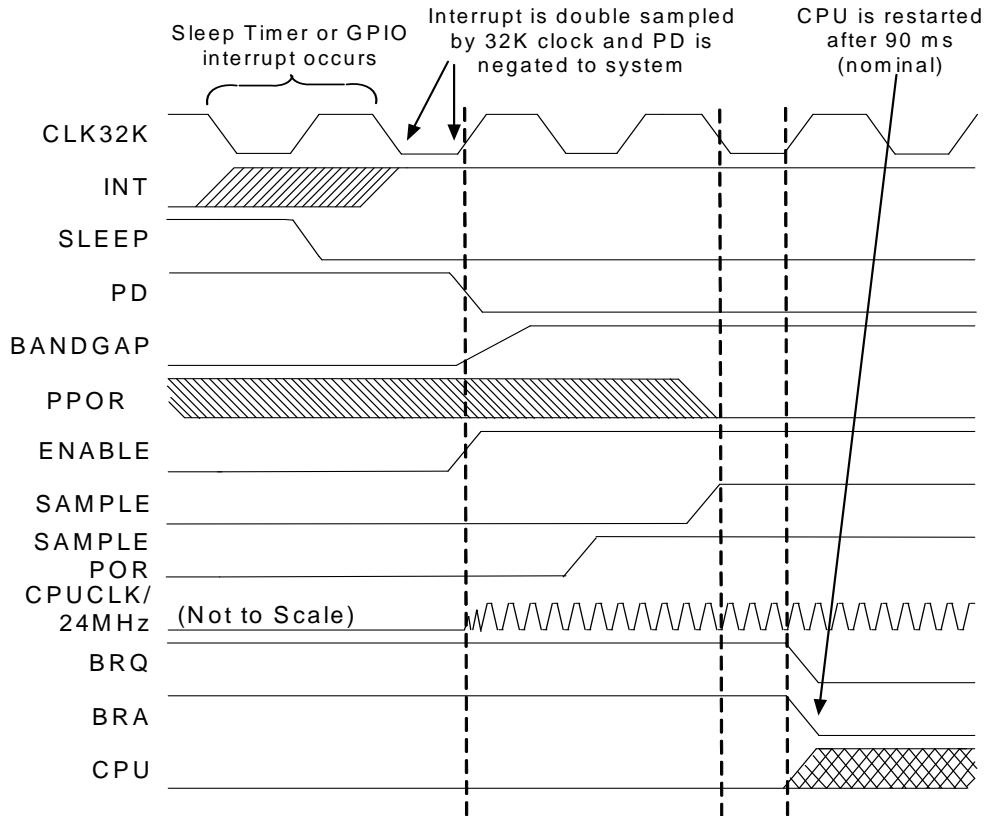 Sleep Timer or GPIO
interrupt occurs
Interrupt is double sampled
by 32K clock and PD is
negated to system
CPU is restarted
after 90 ms
(nominal)
CLK32K
INT
SLEEP
PD
BANDGAP
PPOR
ENABLE
SAMPLE
SAMPLE
POR
CPUCLK/
24MHz
(Not to Scale)
BRQ
BRA
CPU